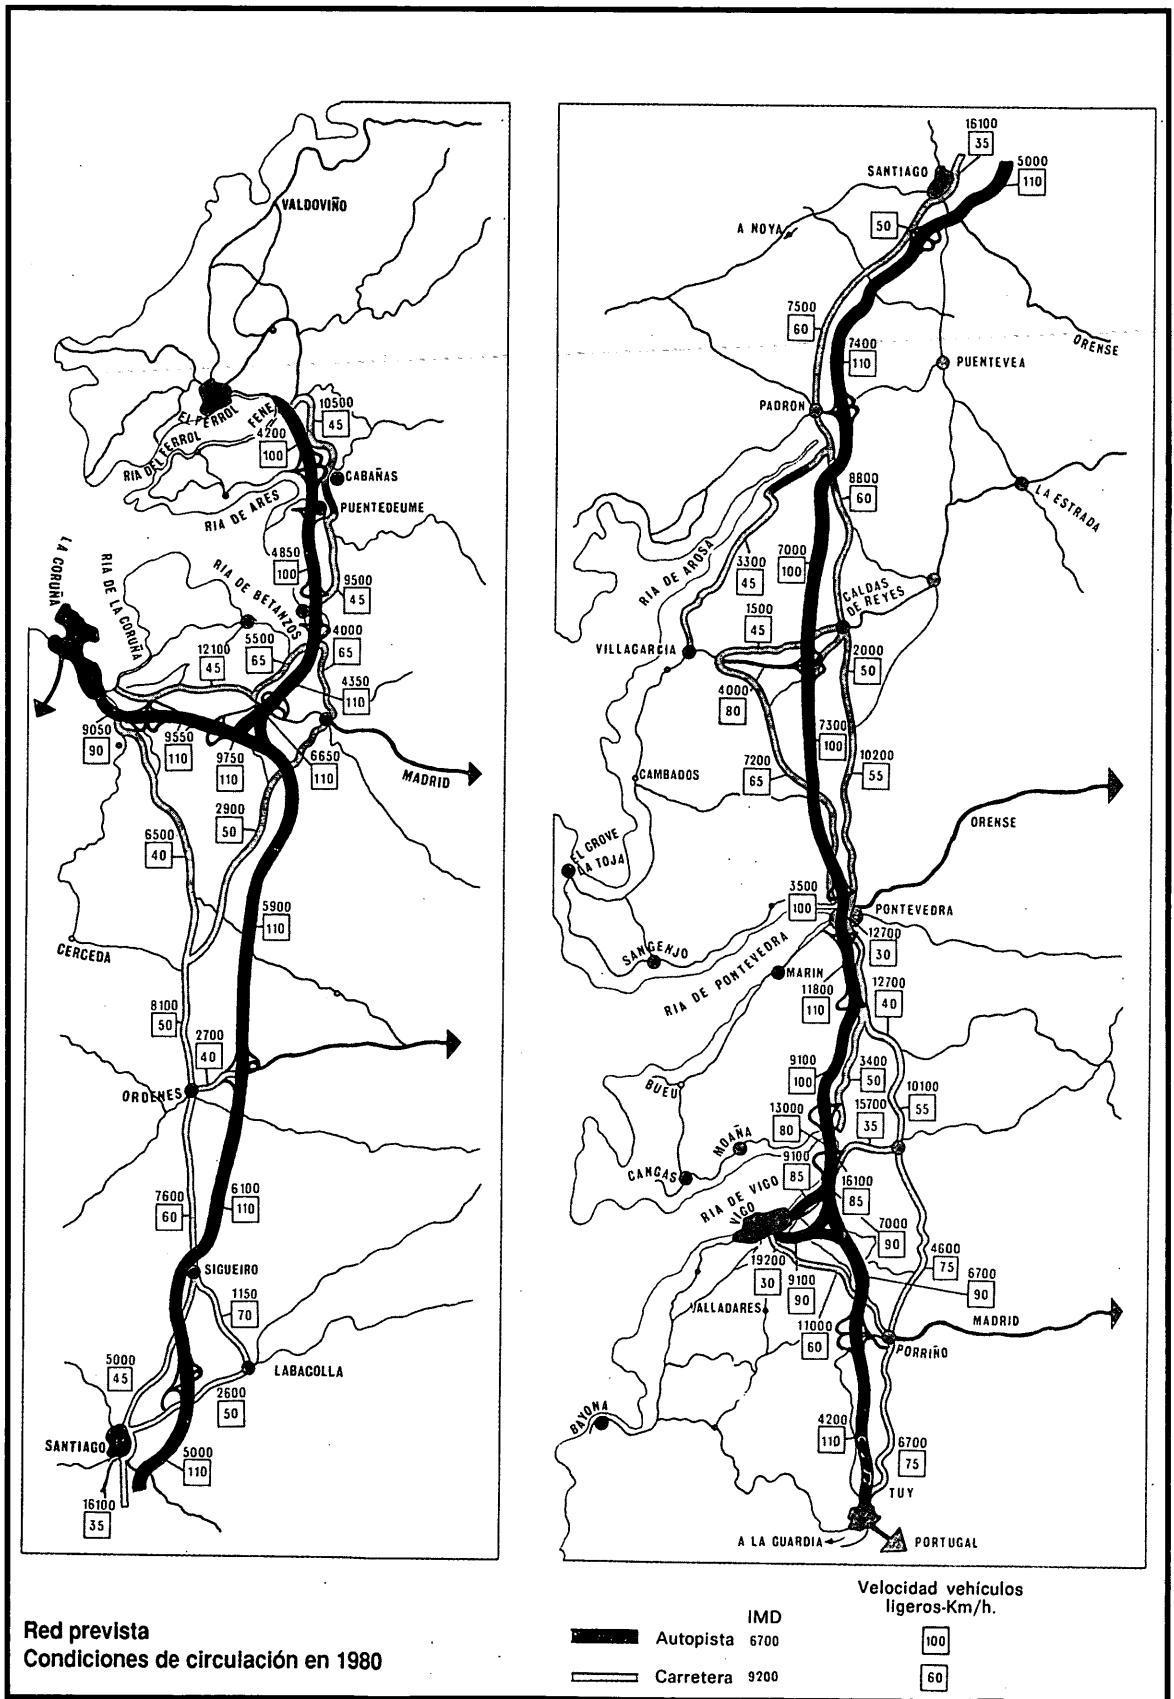 VALDOVIÑO
EL FERROL
RIA DEL FERROL
FENE
10500
45
4200
100
CABAÑAS
RIA DE ARES
PUENTEDEUME
LA CORUÑA
RIA DE LA CORUÑA
RIA DE BETANZOS
4850
100
9500
45
12100
45
5500
65
4000
65
4350
110
9050
90
9550
110
9750
110
6650
110
MADRID
2900
50
6500
40
5900
110
CERCEDA
8100
50
2700
40
ORDENES
7600
60
6100
110
SIGUEIRO
1150
70
5000
45
LABACOLLA
2600
50
SANTIAGO
5000
110
16100
35
16100
35
SANTIAGO
5000
110
A NOYA
50
7500
60
ORENSE
7400
110
PUENTEVEA
PADRON
8800
60
LA ESTRADA
RIA DE AROSA
3300
45
7000
100
CALDAS
DE REYES
1500
45
VILLAGARCIA
2000
50
4000
80
7300
100
10200
55
7200
65
CAMBADOS
ORENSE
EL GROVE
LA TOJA
3500
100
PONTEVEDRA
12700
30
SANGENJO
RIA DE PONTEVEDRA
MARIN
11800
110
12700
40
9100
100
3400
50
BUEU
10100
55
13000
80
15700
35
MOAÑA
CANGAS
9100
85
16100
85
RIA DE VIGO
VIGO
7000
90
4600
75
19200
30
9100
90
6700
90
VALLADARES
11000
60
MADRID
PORRIÑO
BAYONA
4200
110
6700
75
TUY
A LA GUARDIA
PORTUGAL
Red prevista
Condiciones de circulación en 1980
IMD
Velocidad vehículos
ligeros-Km/h.
Autopista 6700
100
Carretera 9200
60